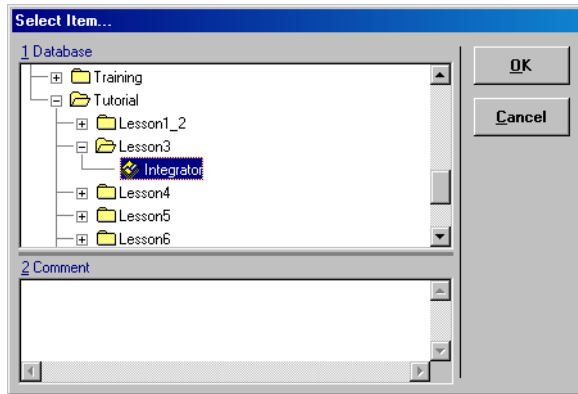 Select Item...
1 Database
Training
Tutorial
Lesson1_2
Lesson3
Integrator
Lesson4
Lesson5
Lesson6
2 Comment
OK
Cancel